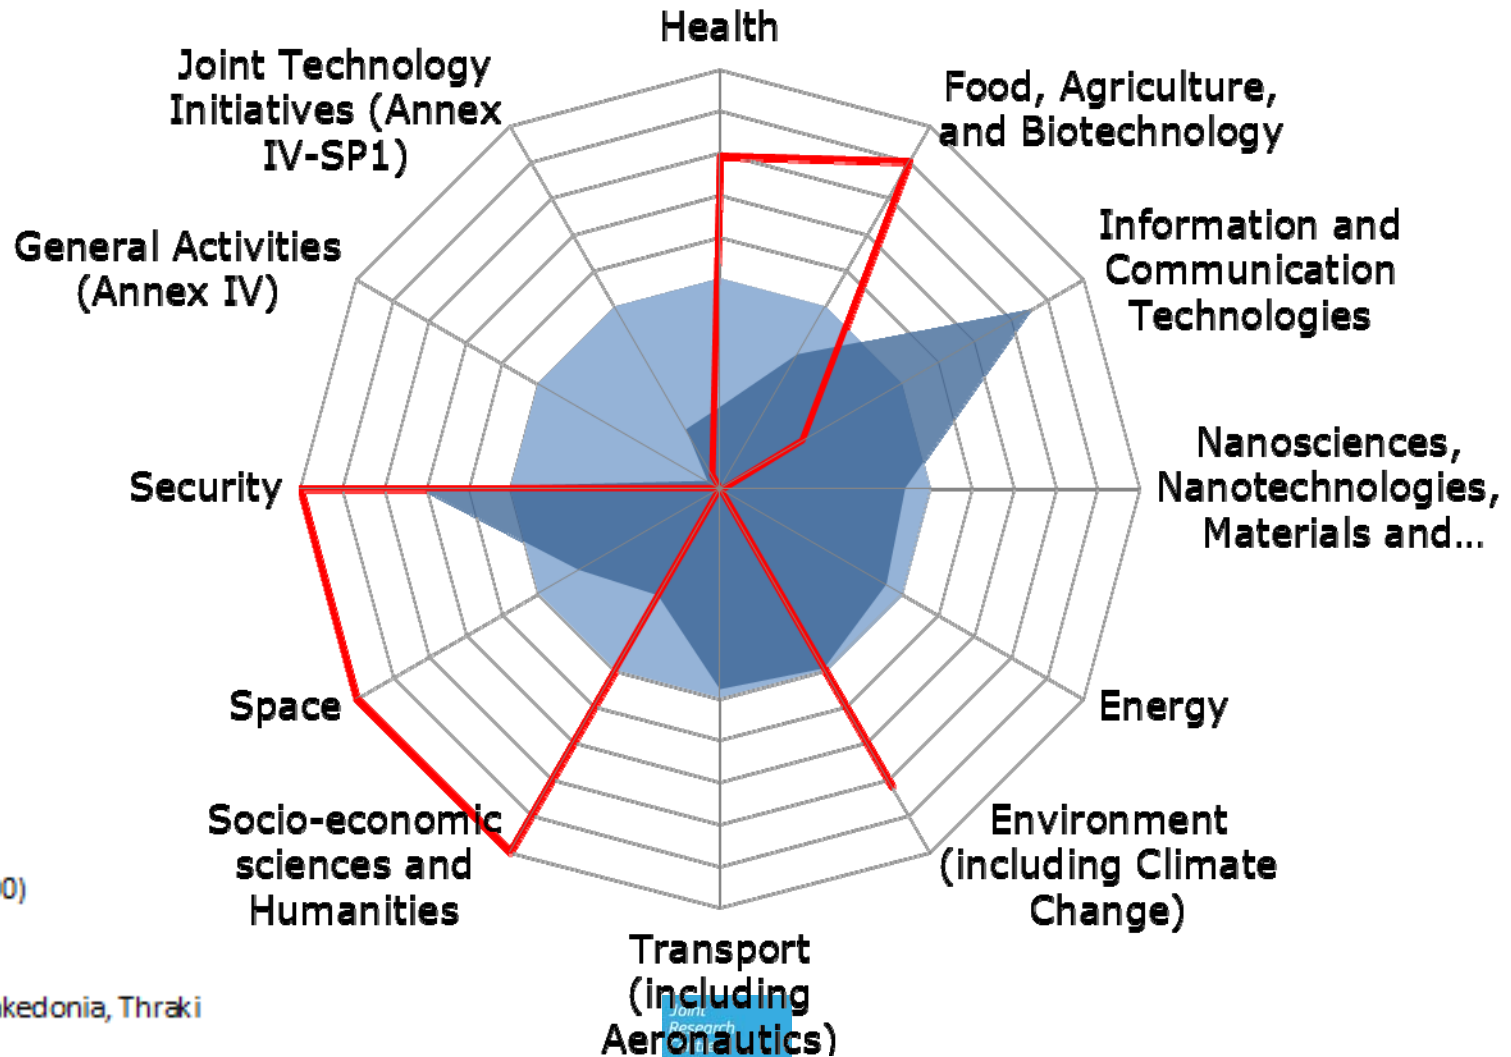 Health
Joint Technology
Initiatives (Annex
IV-SP1)
Food, Agriculture,
and Biotechnology
Information and
Communication
Technologies
General Activities
(Annex IV)
Nanosciences,
Nanotechnologies,
Materials and...
Security
Space
Energy
Socio-economic
sciences and
Humanities
Environment
(including Climate
Change)
Transport
(including
Aeronautics)
Joint
Research
0)
kedonia, Thraki